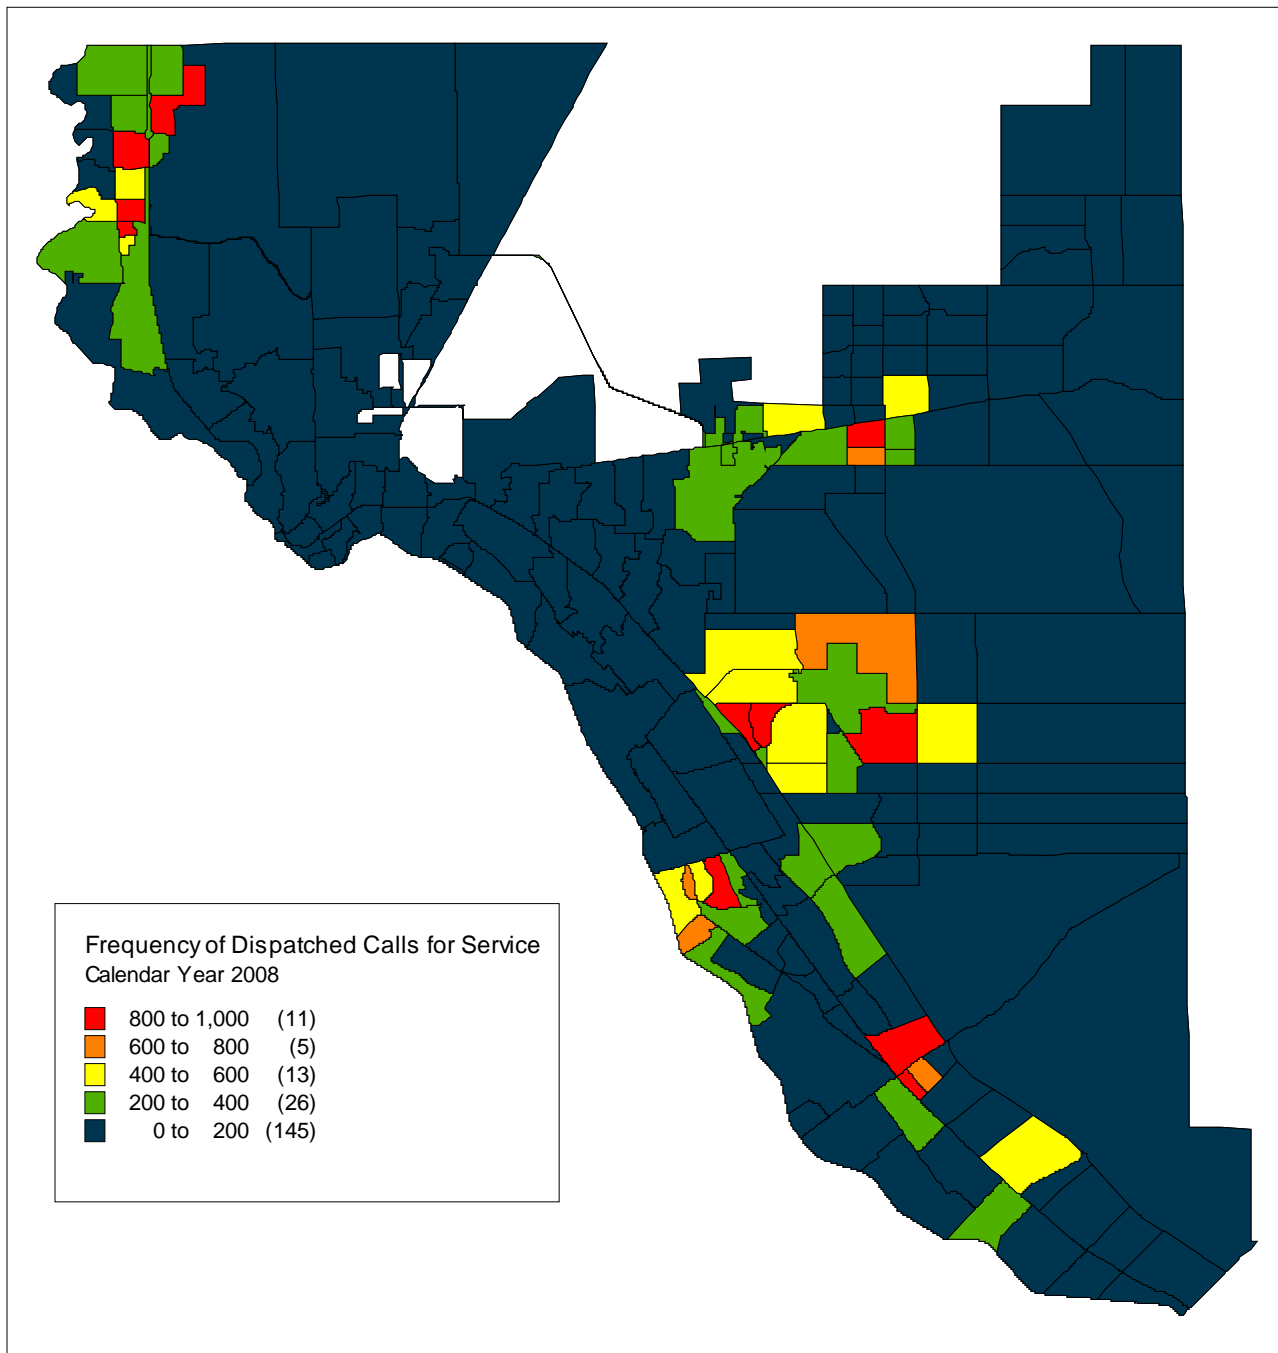 Frequency of Dispatched Calls for Service
Calendar Year 2008
800 to 1,000 (11)
600 to 800 (5)
400 to 600 (13)
200 to 400 (26)
0 to 200 (145)